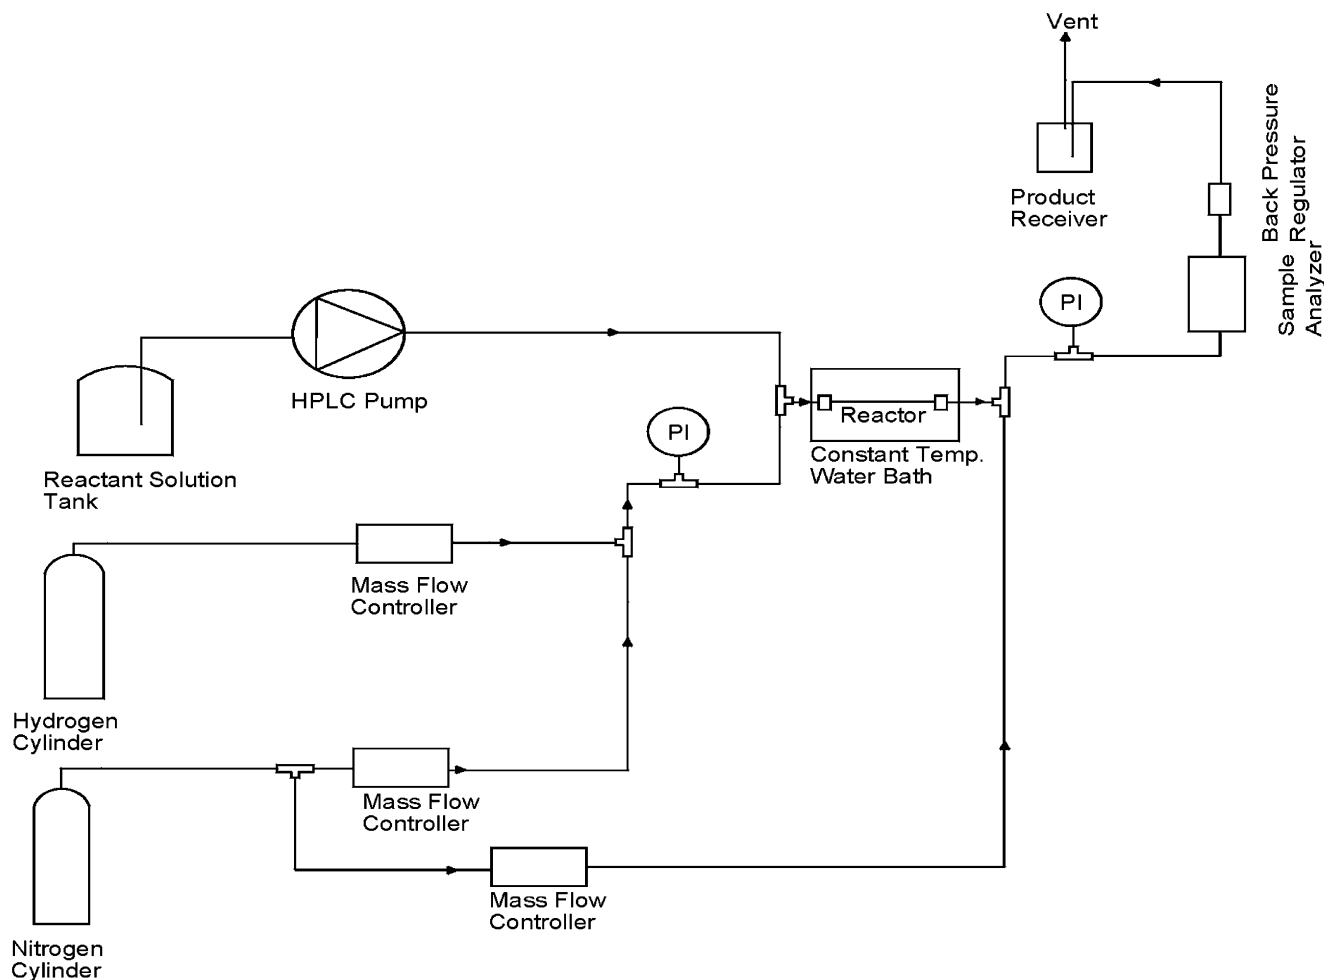 Vent
Product
Receiver
Back Pressure
Regulator
Sample
Analyzer
PI
HPLC Pump
Reactant Solution
Tank
PI
Reactor
Constant Temp.
Water Bath
Mass Flow
Controller
Hydrogen
Cylinder
Mass Flow
Controller
Mass Flow
Controller
Nitrogen
Cylinder